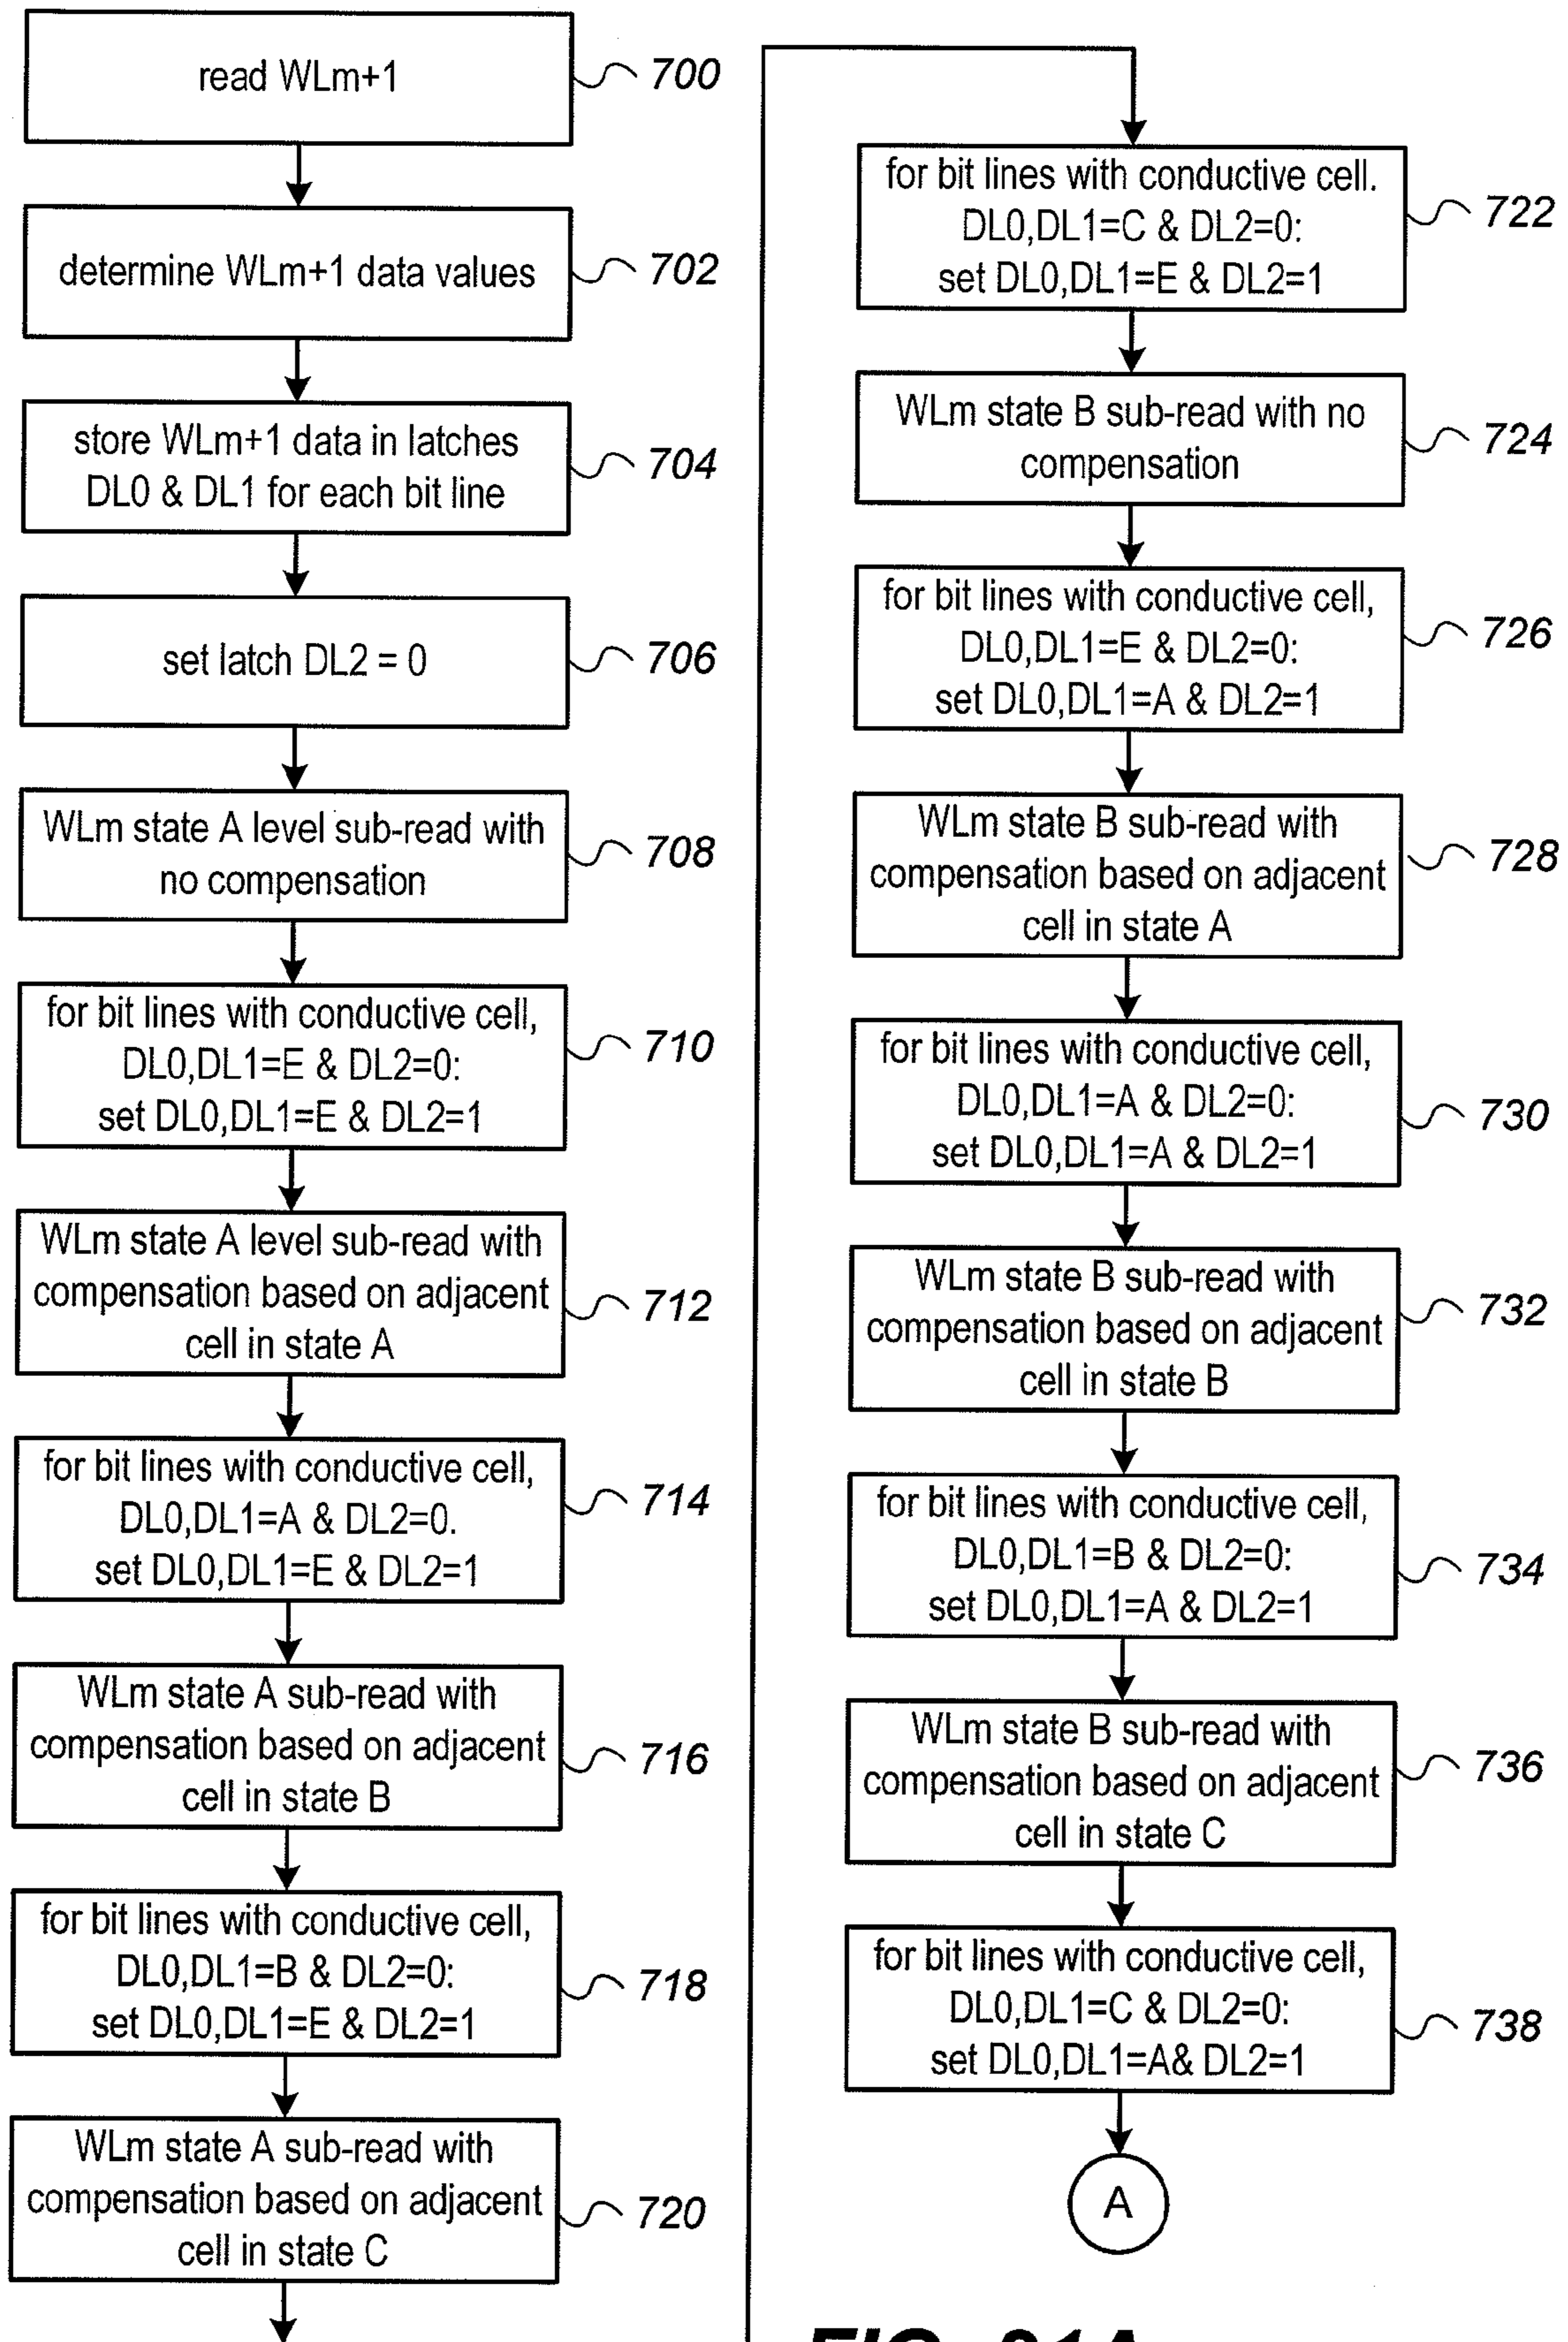 read WLm+1
700
determine WLm+1 data values
702
store WLm+1 data in latches
DL0 & DL1 for each bit line
704
set latch DL2 = 0
706
WLm state A level sub-read with
no compensation
708
for bit lines with conductive cell,
DL0,DL1=E & DL2=0:
set DL0,DL1=E & DL2=1
710
WLm state A level sub-read with
compensation based on adjacent
cell in state A
712
for bit lines with conductive cell,
DL0,DL1=A & DL2=0.
set DL0,DL1=E & DL2=1
714
WLm state A sub-read with
compensation based on adjacent
cell in state B
716
for bit lines with conductive cell,
DL0,DL1=B & DL2=0:
set DL0,DL1=E & DL2=1
718
WLm state A sub-read with
compensation based on adjacent
cell in state C
720
for bit lines with conductive cell.
DL0,DL1=C & DL2=0:
set DL0,DL1=E & DL2=1
722
WLm state B sub-read with no
compensation
724
for bit lines with conductive cell,
DL0,DL1=E & DL2=0:
set DL0,DL1=A & DL2=1
726
WLm state B sub-read with
compensation based on adjacent
cell in state A
728
for bit lines with conductive cell,
DL0,DL1=A & DL2=0:
set DL0,DL1=A & DL2=1
730
WLm state B sub-read with
compensation based on adjacent
cell in state B
732
for bit lines with conductive cell,
DL0,DL1=B & DL2=0:
set DL0,DL1=A & DL2=1
734
WLm state B sub-read with
compensation based on adjacent
cell in state C
736
for bit lines with conductive cell,
DL0,DL1=C & DL2=0:
set DL0,DL1=A& DL2=1
738
A